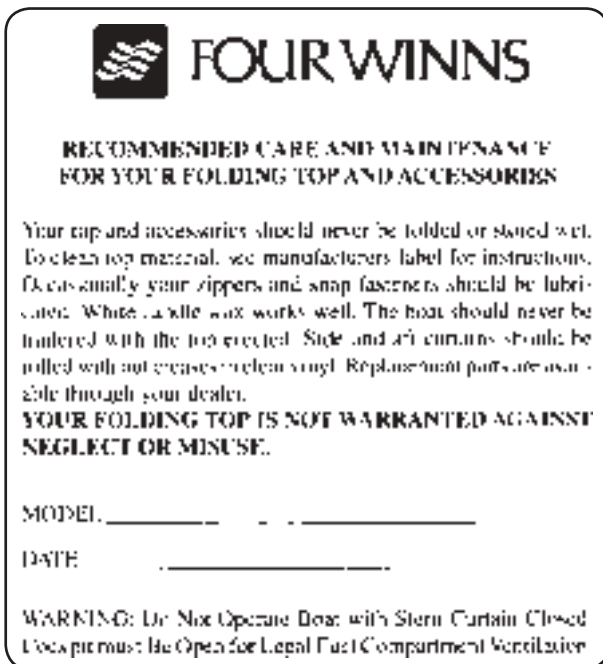 FOUR WINNS
RECOMMENDED CARE AND MAINTENANCE
FOR YOUR FOLDING TOP AND ACCESSORIES
Your top and accessories should never be folded or stored wet.
To clean top material, see manufacturers label for instructions.
Occasionally your zippers and snap fasteners should be lubri-
cated. White candle wax works well. The boat should never be
trailered with the top erected. Side and aft curtains should be
rolled with out creases in clear vinyl. Replacement parts are avail-
able through your dealer.
YOUR FOLDING TOP IS NOT WARRANTED AGAINST
NEGLECT OR MISUSE.
MODEL
DATE
WARNING: Do Not Operate Boat with Stern Curtain Closed
Cockpit must Be Open for Legal Fuel Compartment Ventilation